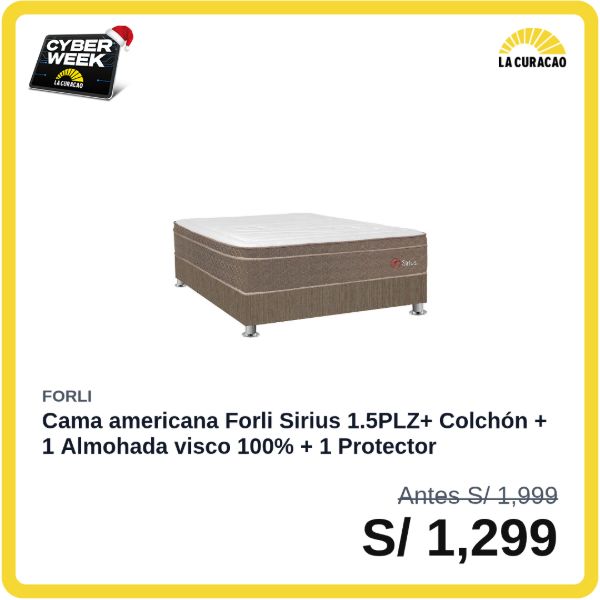 CYBER
WEEK
LA CURACAO
LA CURACAO
Sirius
FORLI
Cama americana Forli Sirius 1.5PLZ+ Colchón +
1 Almohada visco 100% + 1 Protector
Antes S/ 1,999
S/ 1,299